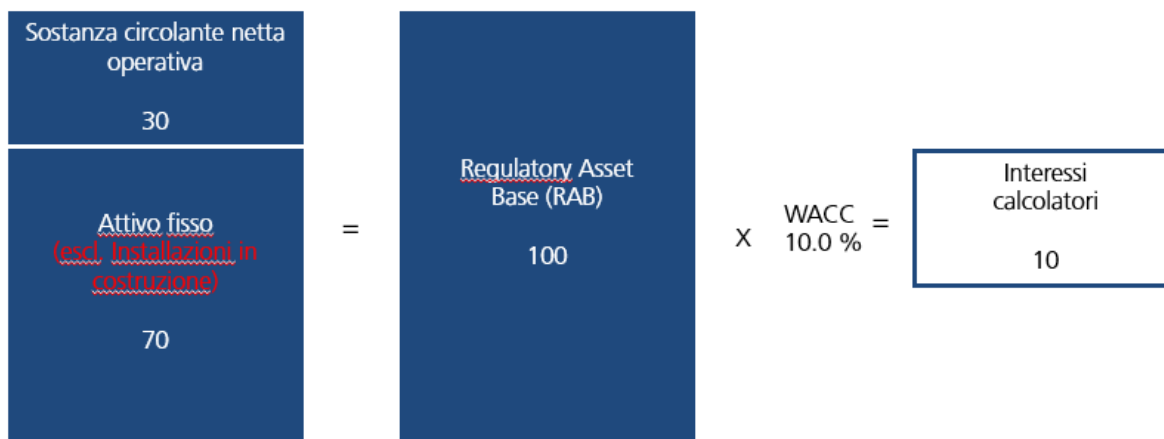 Sostanza circolante netta
operativa
30
Attivo fisso
(escl. Installazioni in
costruzione)
70
=
Regulatory Asset
Base (RAB)
100
X
WACC
10.0 %
=
Interessi
calcolatori
10